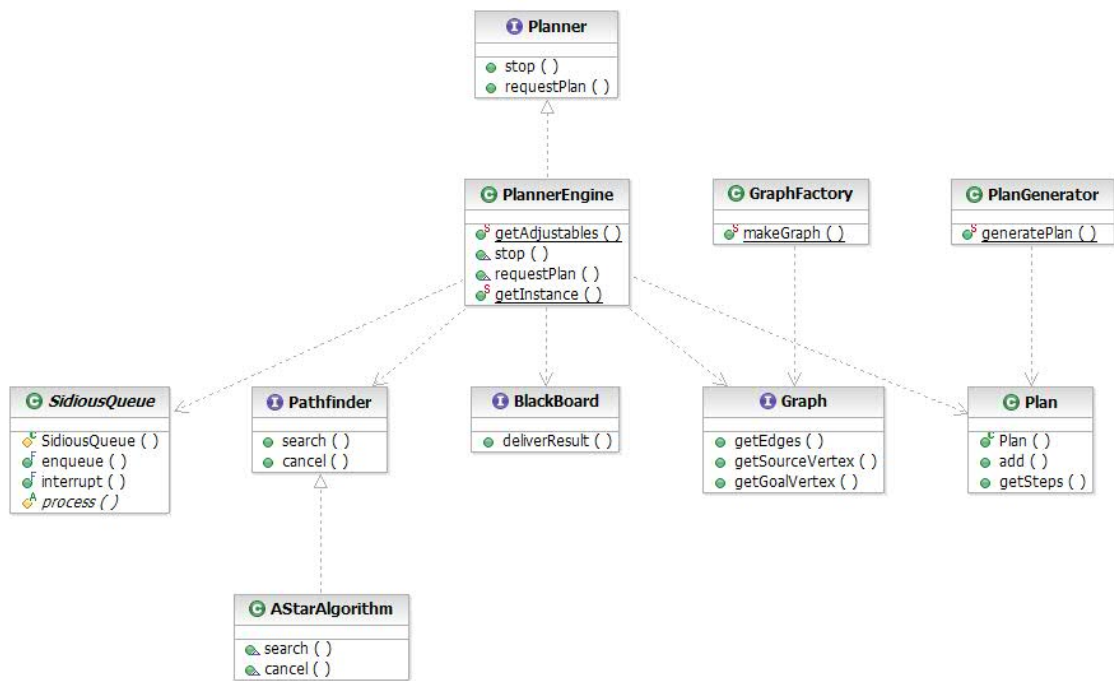 Planner
stop ( )
requestPlan ( )
PlannerEngine
getAdjustables ( )
stop ( )
requestPlan ( )
getInstance ( )
GraphFactory
makeGraph ( )
PlanGenerator
generatePlan ( )
SidiousQueue
SidiousQueue ( )
enqueue ( )
interrupt ( )
process ( )
Pathfinder
search ( )
cancel ( )
BlackBoard
deliverResult ( )
Graph
getEdges ( )
getSourceVertex ( )
getGoalVertex ( )
Plan
Plan ( )
add ( )
getSteps ( )
AStarAlgorithm
search ( )
cancel ( )